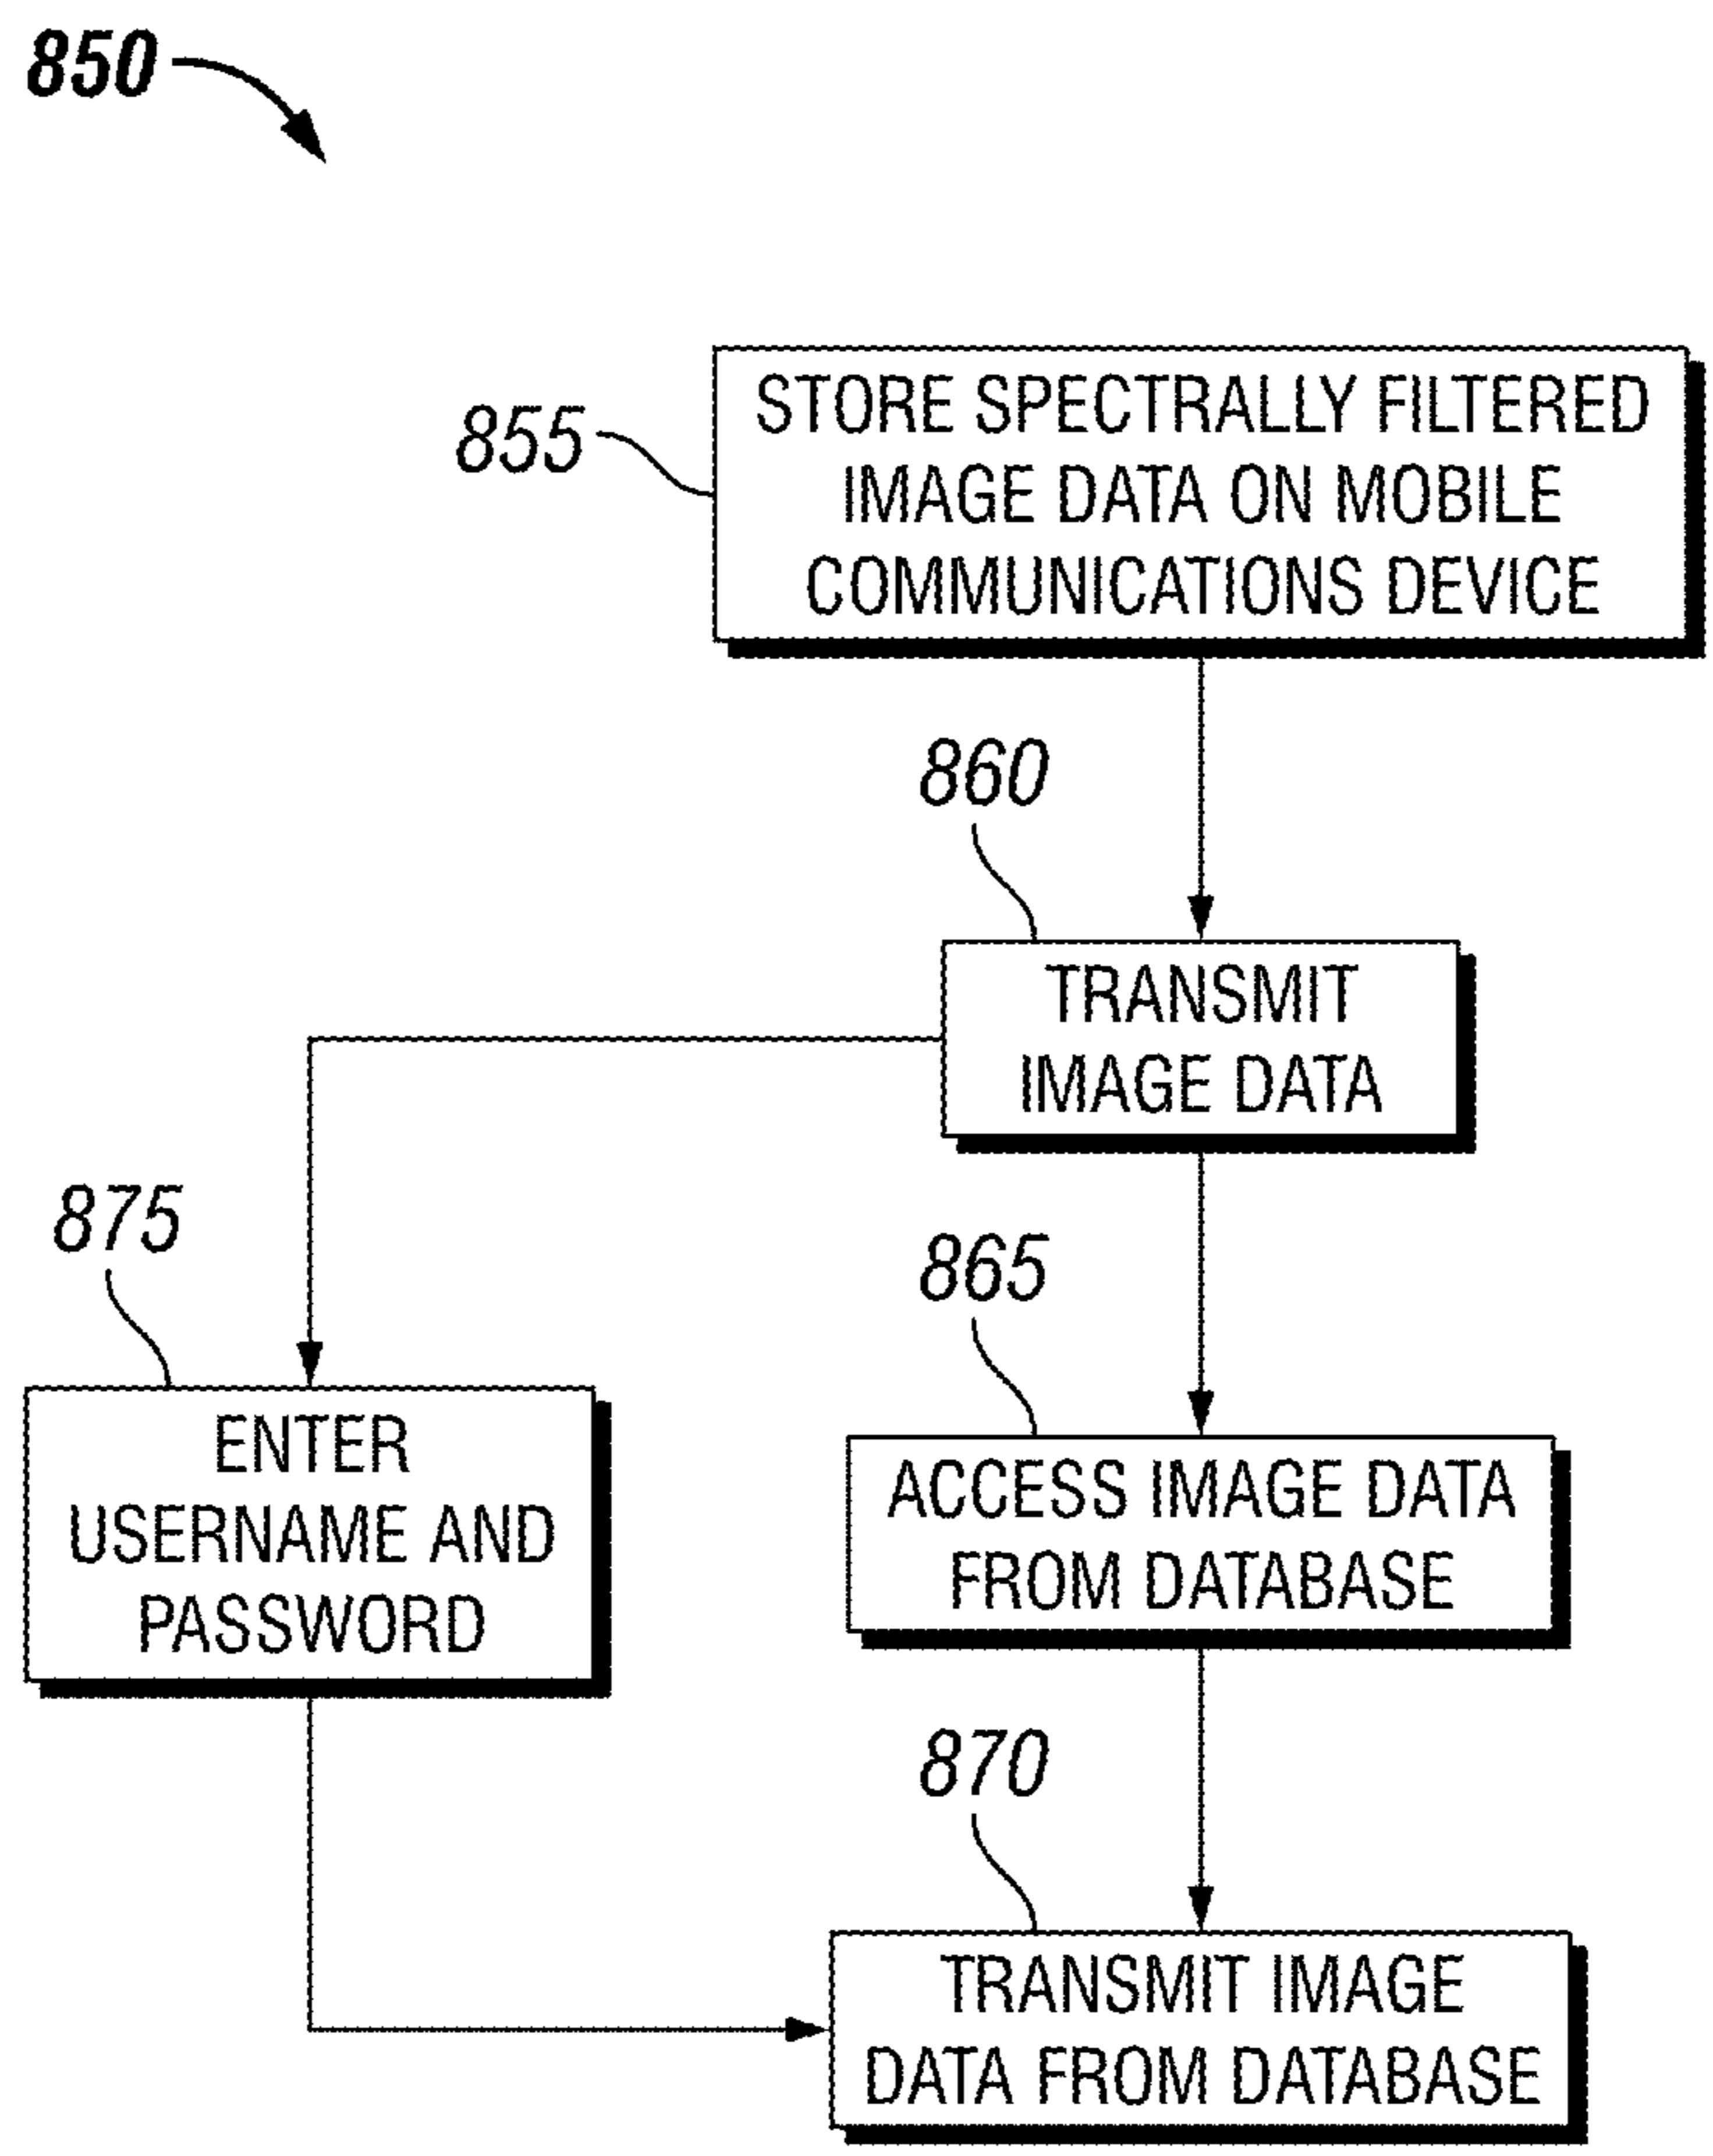 850
855
STORE SPECTRALLY FILTERED
IMAGE DATA ON MOBILE
COMMUNICATIONS DEVICE
860
TRANSMIT
IMAGE DATA
875
ENTER
USERNAME AND
PASSWORD
865
ACCESS IMAGE DATA
FROM DATABASE
870
TRANSMIT IMAGE
DATA FROM DATABASE